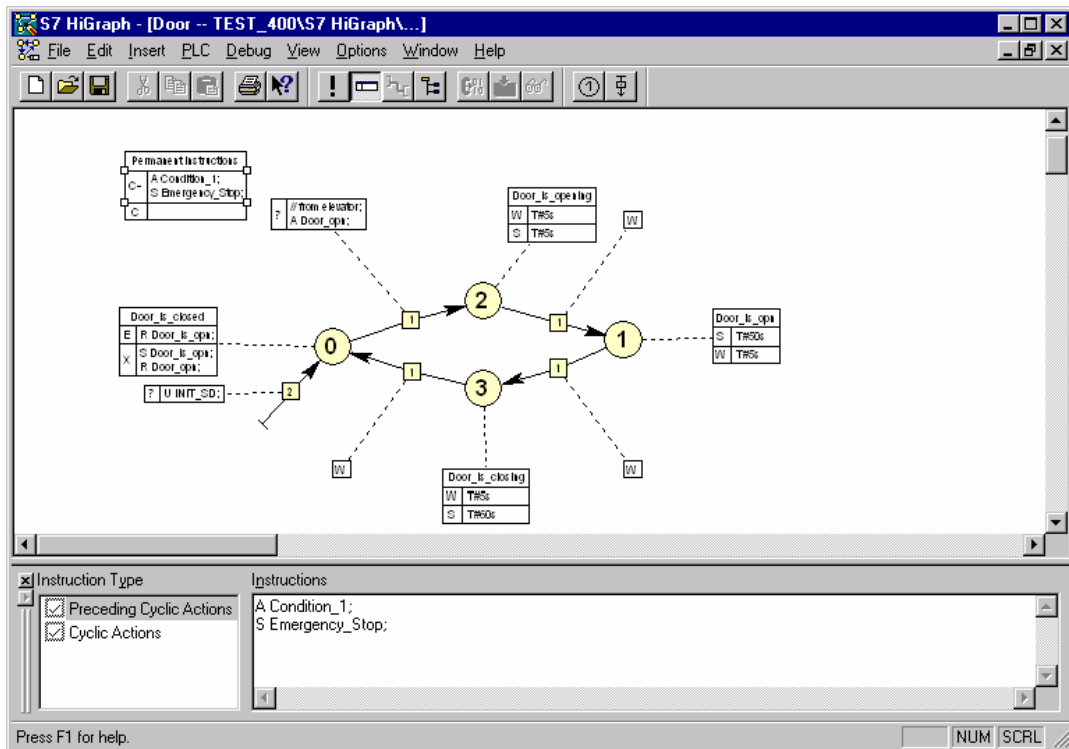 S7 HiGraph - [Door -- TEST_400\S7 HiGraph\...]
File Edit Insert PLC Debug View Options Window Help
Permanent Instructions
C- A Condition_1;
S Emergency_Stop;
C
? // from elevator;
A Door_opn;
Door_is_opening
W T#5s
S T#5s
W
Door_is_closed
E R Door_is_opn;
X S Door_is_opn;
R Door_opn;
? U INIT_SD;
0
1
2
1
1
Door_is_opn
S T#50s
W T#5s
2
1
3
1
W
W
Door_is_closing
W T#5s
S T#60s
Instruction Type
Preceding Cyclic Actions
Cyclic Actions
Instructions
A Condition_1;
S Emergency_Stop;
Press F1 for help.
NUM SCRL